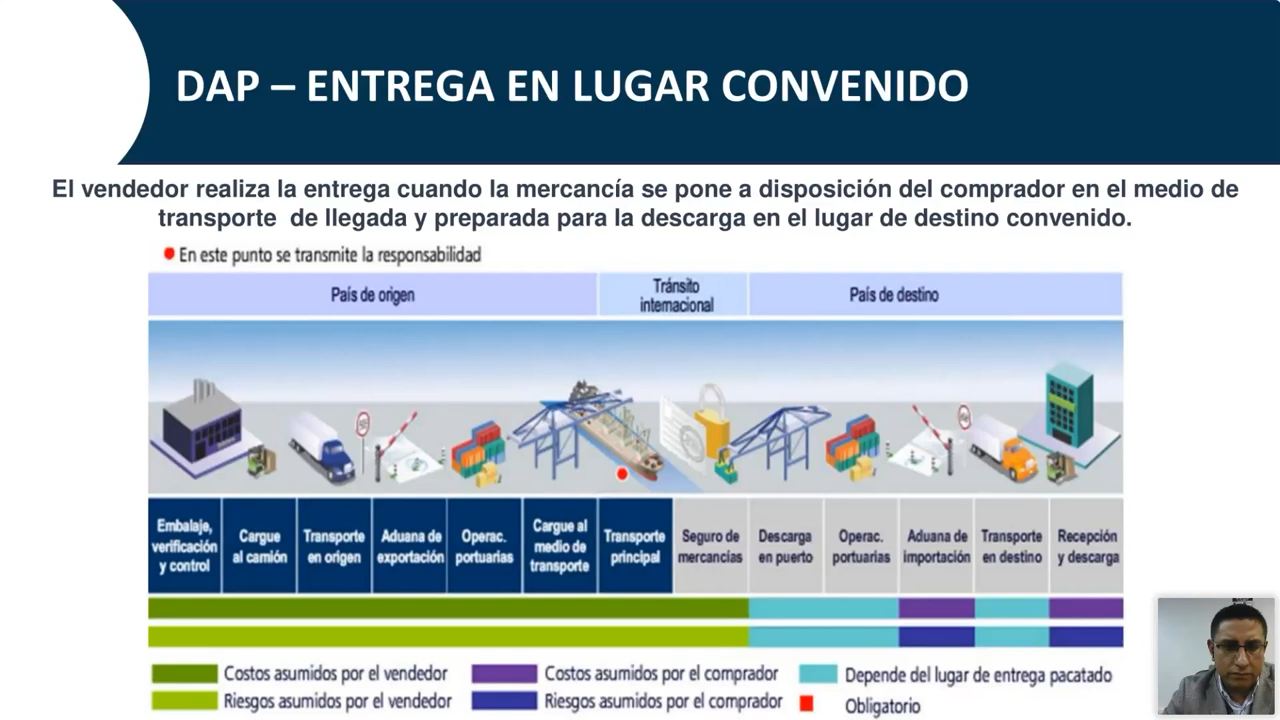 DAP – ENTREGA EN LUGAR CONVENIDO
El vendedor realiza la entrega cuando la mercancía se pone a disposición del comprador en el medio de
transporte de llegada y preparada para la descarga en el lugar de destino convenido.
En este punto se transmite la responsabilidad
País de origen
Tránsito
internacional
País de destino
Embalaje,
verificación
y control
Cargue
al camión
Transporte
en origen
Aduana de
exportación
Operac.
portuarias
Cargue al
medio de
transporte
Transporte
principal
Seguro de
mercancías
Descarga
en puerto
Operac.
portuarias
Aduana de
importación
Transporte
en destino
Recepción
y descarga
Costos asumidos por el vendedor
Costos asumidos por el comprador
Depende del lugar de entrega pacatado
Riesgos asumidos por el vendedor
Riesgos asumidos por el comprador
Obligatorio